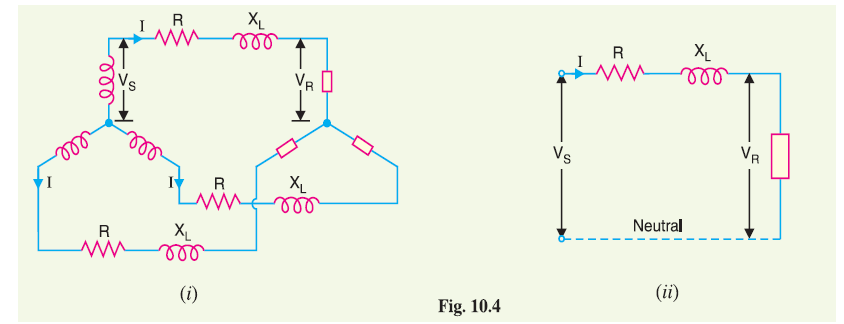 I R X_L
V_S
V_R
I
I
R X_L
R X_L
(i)
I R X_L
V_S
V_R
Neutral
(ii)
Fig. 10.4